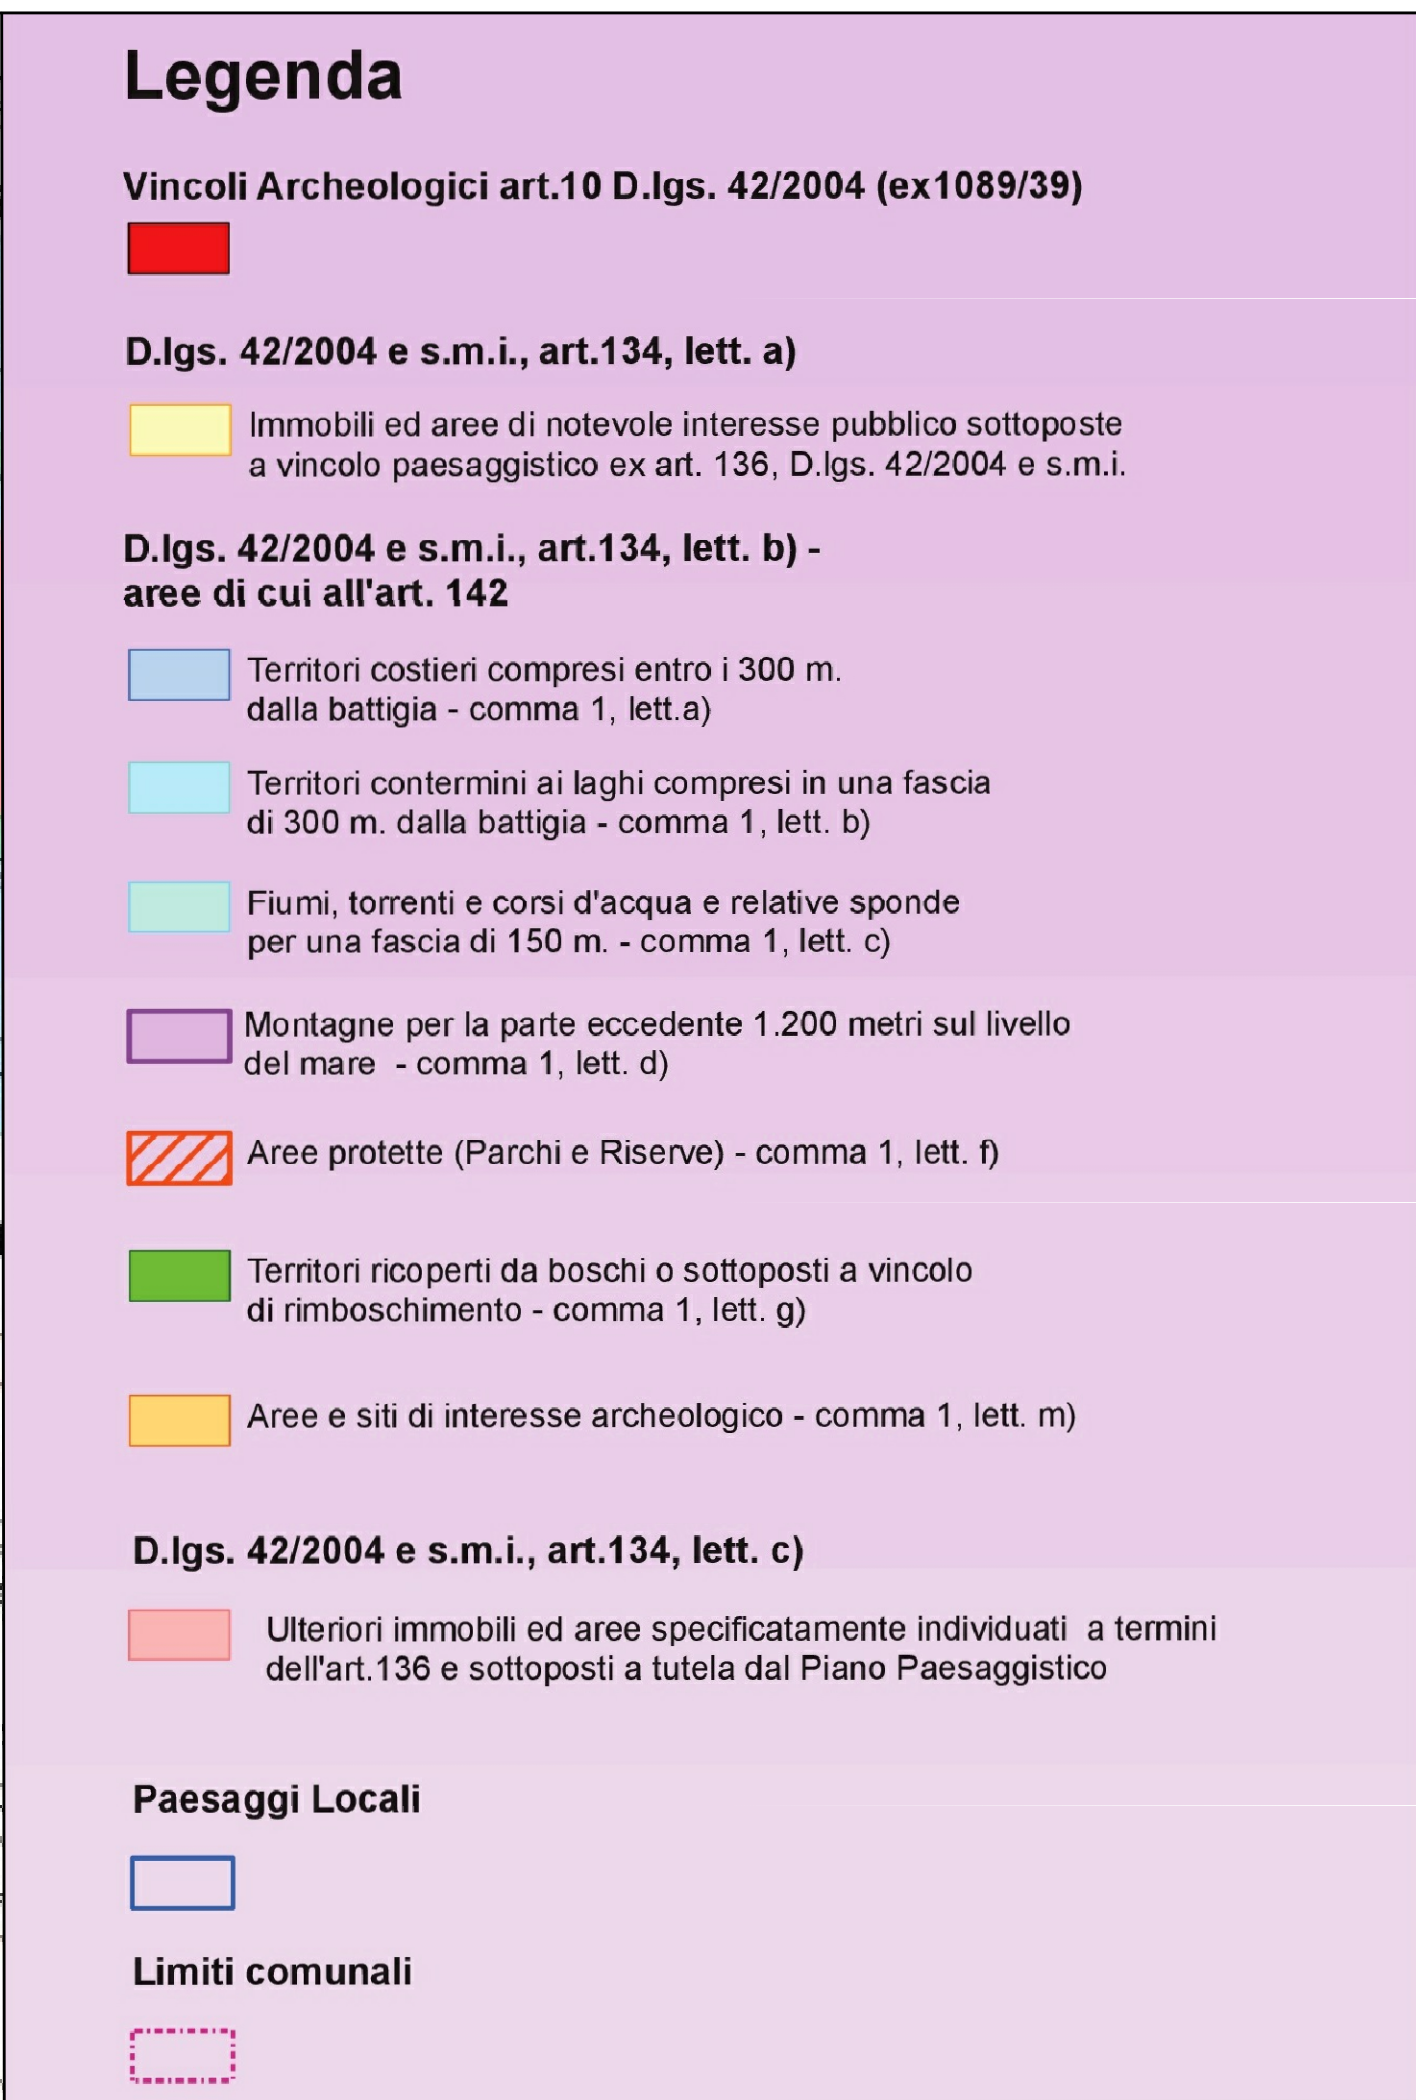 Legenda
Vincoli Archeologici art.10 D.lgs. 42/2004 (ex1089/39)
D.lgs. 42/2004 e s.m.i., art.134, lett. a)
Immobili ed aree di notevole interesse pubblico sottoposte
a vincolo paesaggistico ex art. 136, D.lgs. 42/2004 e s.m.i.
D.lgs. 42/2004 e s.m.i., art.134, lett. b) -
aree di cui all'art. 142
Territori costieri compresi entro i 300 m.
dalla battigia - comma 1, lett.a)
Territori contermini ai laghi compresi in una fascia
di 300 m. dalla battigia - comma 1, lett. b)
Fiumi, torrenti e corsi d'acqua e relative sponde
per una fascia di 150 m. - comma 1, lett. c)
Montagne per la parte eccedente 1.200 metri sul livello
del mare - comma 1, lett. d)
Aree protette (Parchi e Riserve) - comma 1, lett. f)
Territori ricoperti da boschi o sottoposti a vincolo
di rimboschimento - comma 1, lett. g)
Aree e siti di interesse archeologico - comma 1, lett. m)
D.lgs. 42/2004 e s.m.i., art.134, lett. c)
Ulteriori immobili ed aree specificatamente individuati a termini
dell'art.136 e sottoposti a tutela dal Piano Paesaggistico
Paesaggi Locali
Limiti comunali